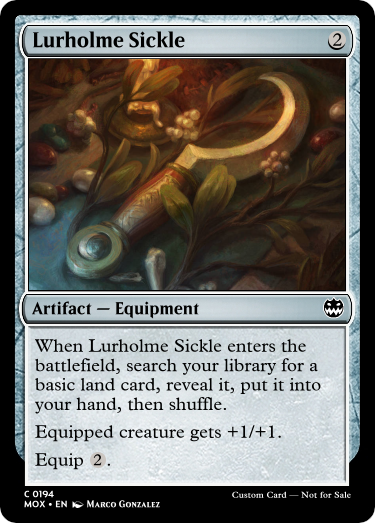 Lurholme Sickle 2
Artifact — Equipment
When Lurholme Sickle enters the
battlefield, search your library for a
basic land card, reveal it, put it into
your hand, then shuffle.
Equipped creature gets +1/+1.
Equip 2.
C 0194
MOX • EN Marco Gonzalez
Custom Card — Not for Sale